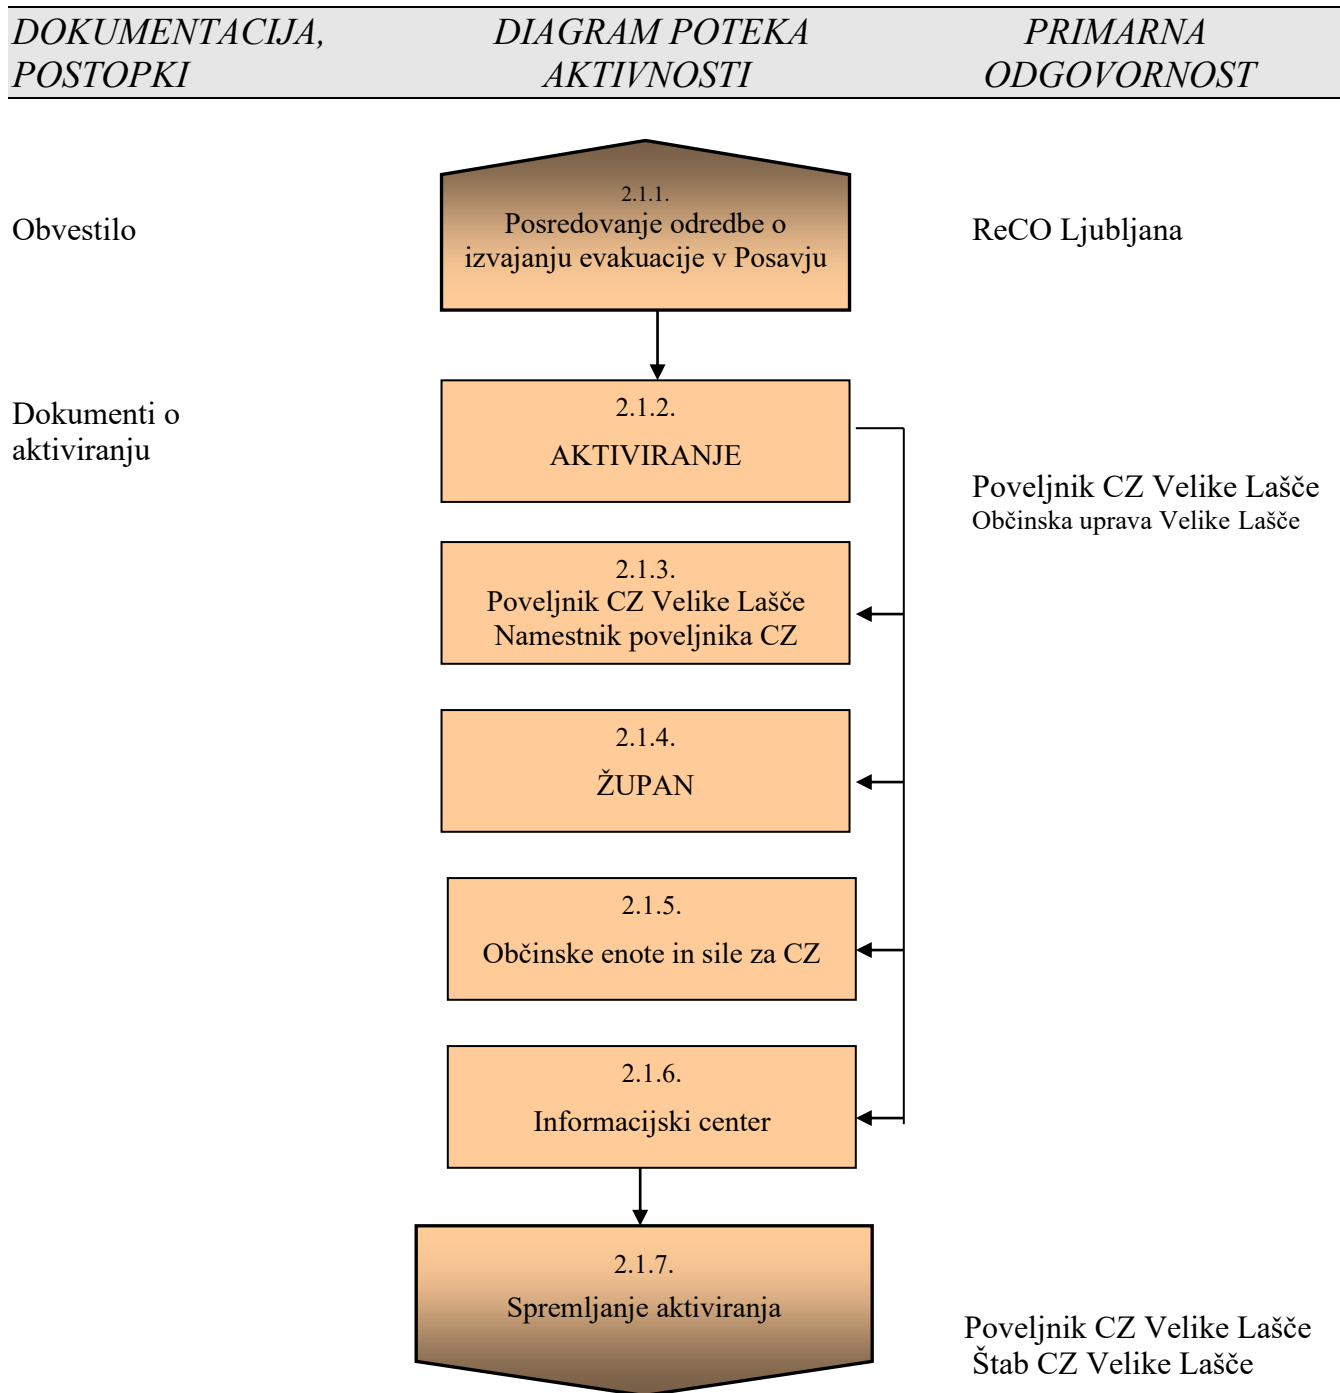 DOKUMENTACIJA,
POSTOPKI
DIAGRAM POTEKA
AKTIVNOSTI
PRIMARNA
ODGOVORNOST
Obvestilo
2.1.1.
Posredovanje odredbe o
izvajanju evakuacije v Posavju
ReCO Ljubljana
Dokumenti o
aktiviranju
2.1.2.
AKTIVIRANJE
Poveljnik CZ Velike Lašče
Občinska uprava Velike Lašče
2.1.3.
Poveljnik CZ Velike Lašče
Namestnik poveljnika CZ
2.1.4.
ŽUPAN
2.1.5.
Občinske enote in sile za CZ
2.1.6.
Informacijski center
2.1.7.
Spremljanje aktiviranja
Poveljnik CZ Velike Lašče
Štab CZ Velike Lašče